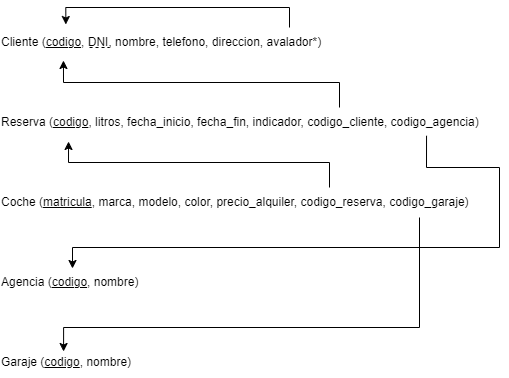 Cliente (codigo, DNI, nombre, telefono, direccion, avalador*)
Reserva (codigo, litros, fecha_inicio, fecha_fin, indicador, codigo_cliente, codigo_agencia)
Coche (matricula, marca, modelo, color, precio_alquiler, codigo_reserva, codigo_garaje)
Agencia (codigo, nombre)
Garaje (codigo, nombre)